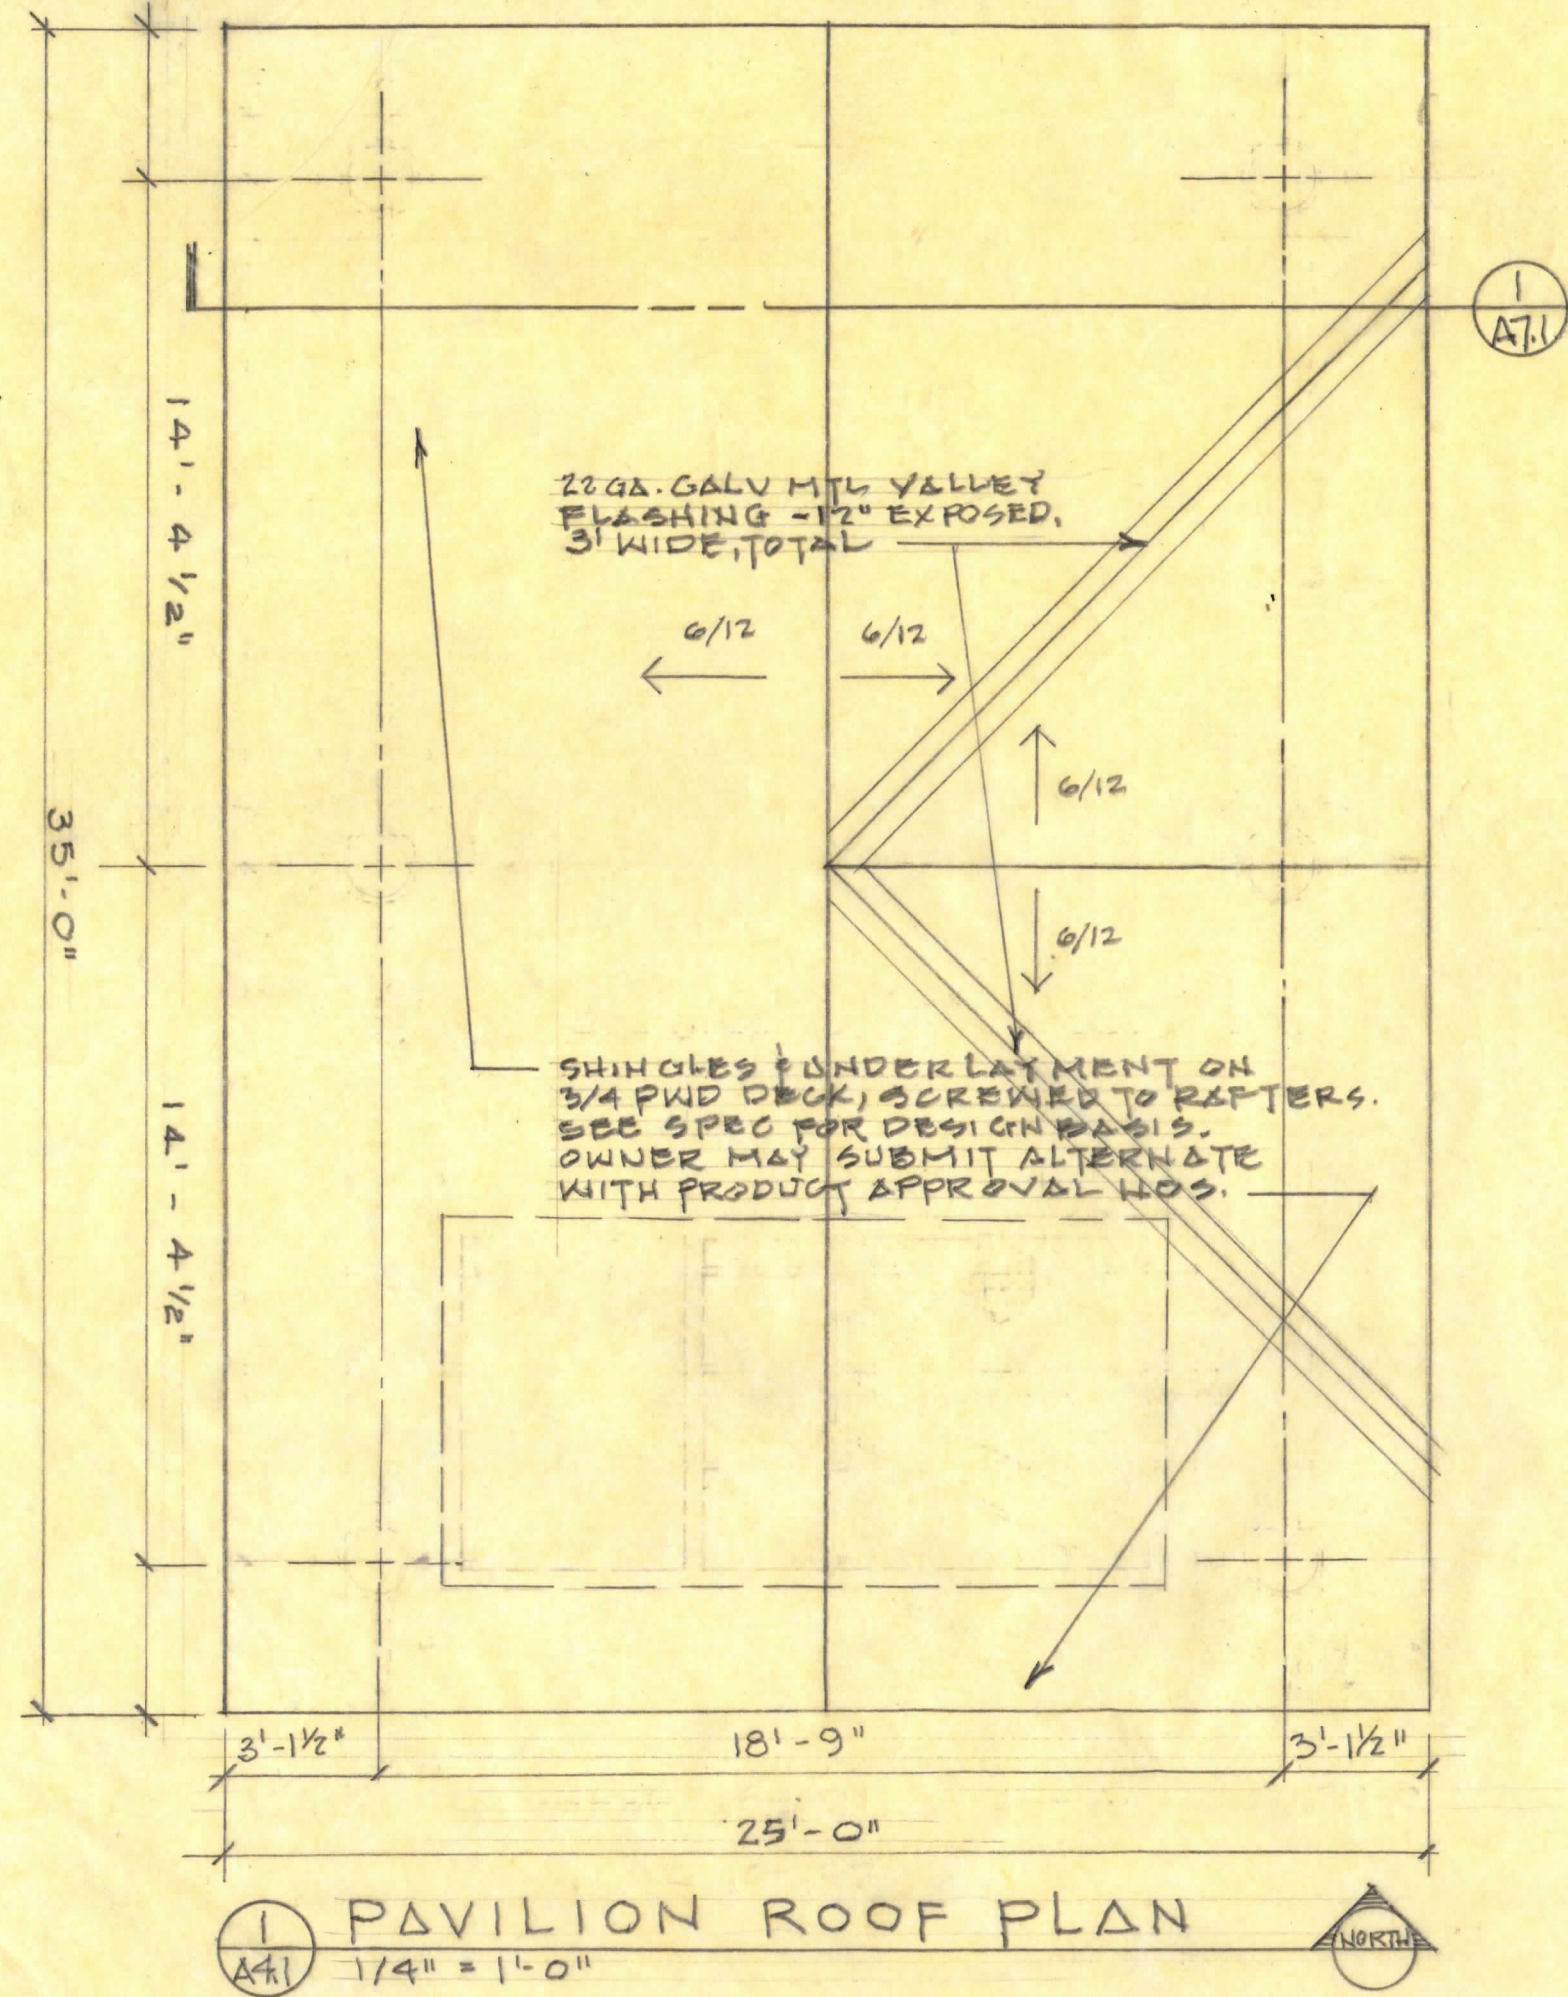 1
A7.1
14'- 4 1/2"
22 GA. GALV MTL VALLEY
FLASHING - 12" EXPOSED,
3' WIDE, TOTAL
6/12
6/12
6/12
35'-0"
6/12
SHINGLES & UNDERLAYMENT ON
3/4 PWD DECK, SCREWED TO RAFTERS.
SEE SPEC FOR DESIGN BASIS.
OWNER MAY SUBMIT ALTERNATE
WITH PRODUCT APPROVAL NOS.
14' - 4 1/2"
3'-1 1/2"
18'-9"
3'-1 1/2"
25'-0"
1
A4.1
PAVILION ROOF PLAN
1/4" = 1'-0"
NORTH